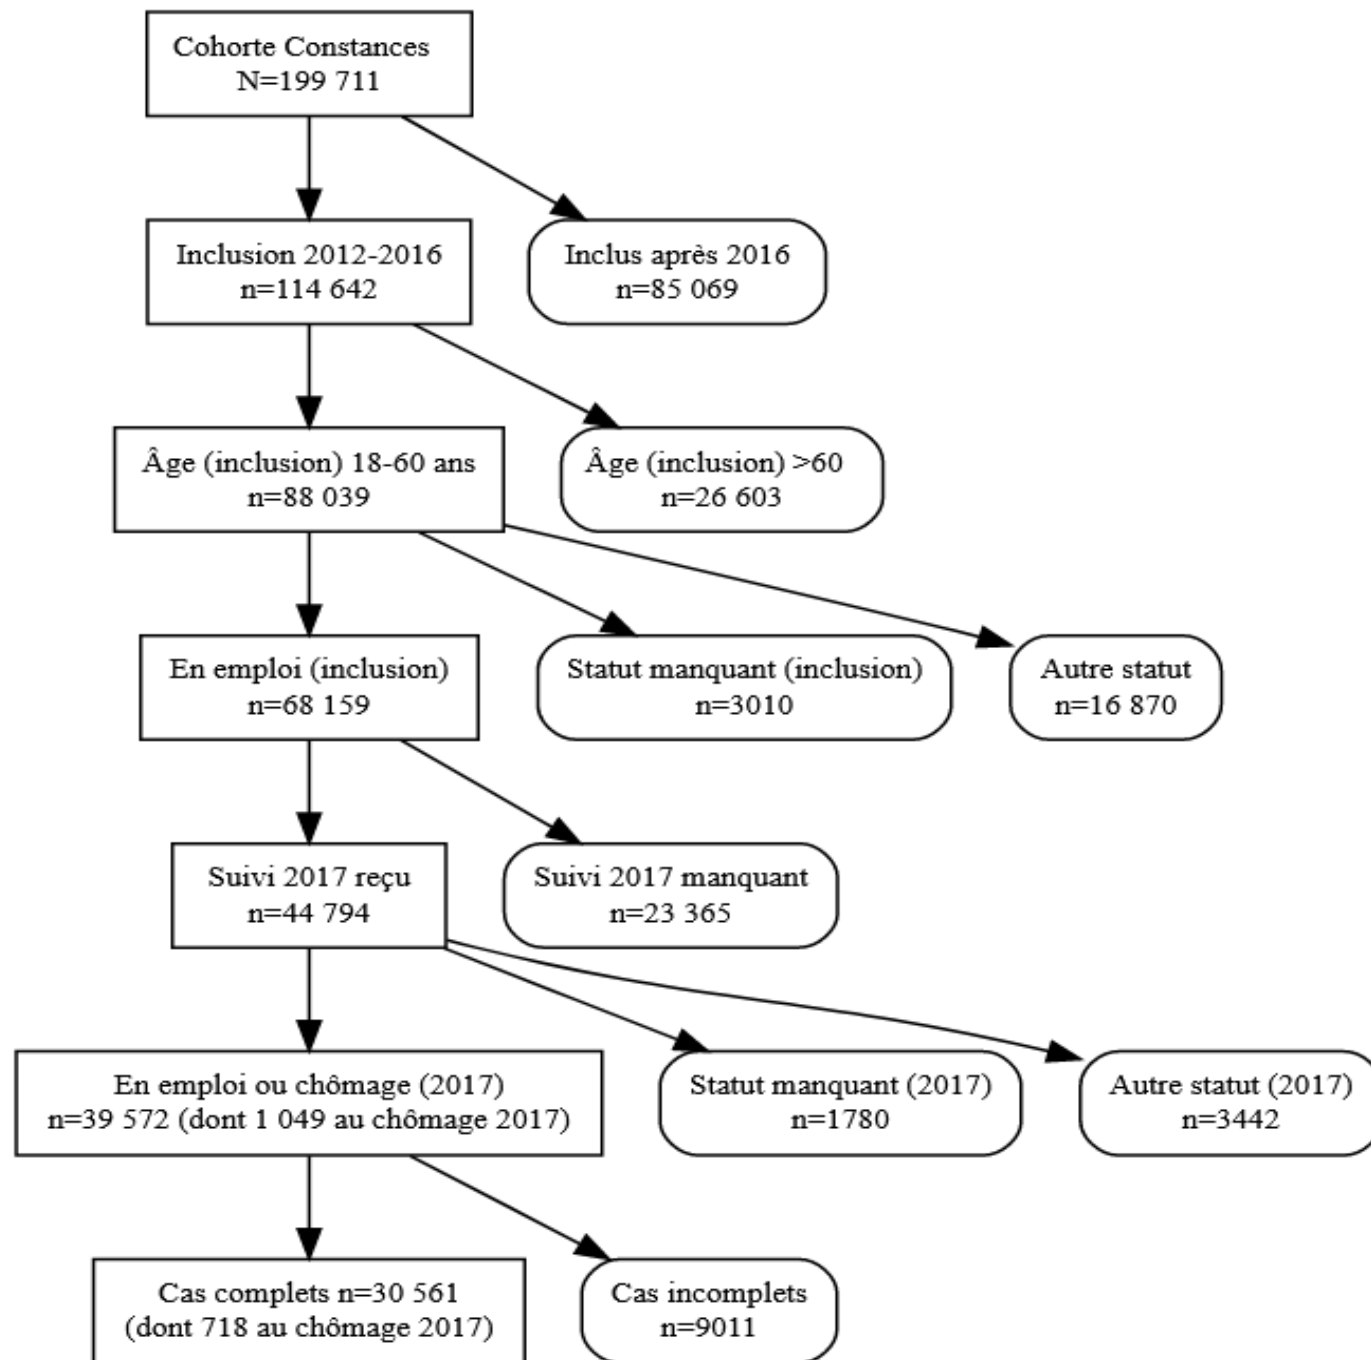 Cohorte Constances
N=199 711
Inclusion 2012-2016
n=114 642
Inclus après 2016
n=85 069
Âge (inclusion) 18-60 ans
n=88 039
Âge (inclusion) >60
n=26 603
En emploi (inclusion)
n=68 159
Statut manquant (inclusion)
n=3010
Autre statut
n=16 870
Suivi 2017 reçu
n=44 794
Suivi 2017 manquant
n=23 365
En emploi ou chômage (2017)
n=39 572 (dont 1 049 au chômage 2017)
Statut manquant (2017)
n=1780
Autre statut (2017)
n=3442
Cas complets n=30 561
(dont 718 au chômage 2017)
Cas incomplets
n=9011